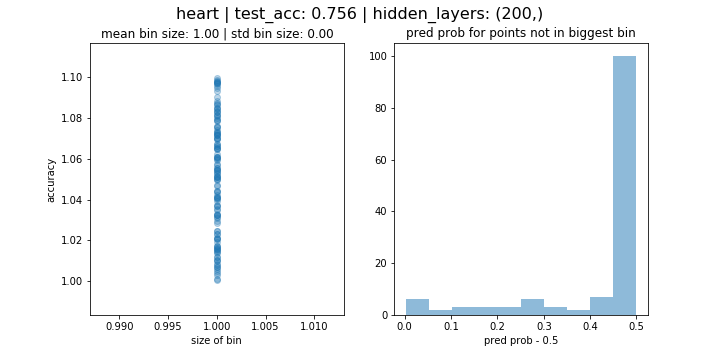 heart | test_acc: 0.756 | hidden_layers: (200,)
mean bin size: 1.00 | std bin size: 0.00
accuracy
1.10
1.08
1.06
1.04
1.02
1.00
0.990 0.995 1.000 1.005 1.010
size of bin
pred prob for points not in biggest bin
100
80
60
40
20
0
0.0 0.1 0.2 0.3 0.4 0.5
pred prob - 0.5